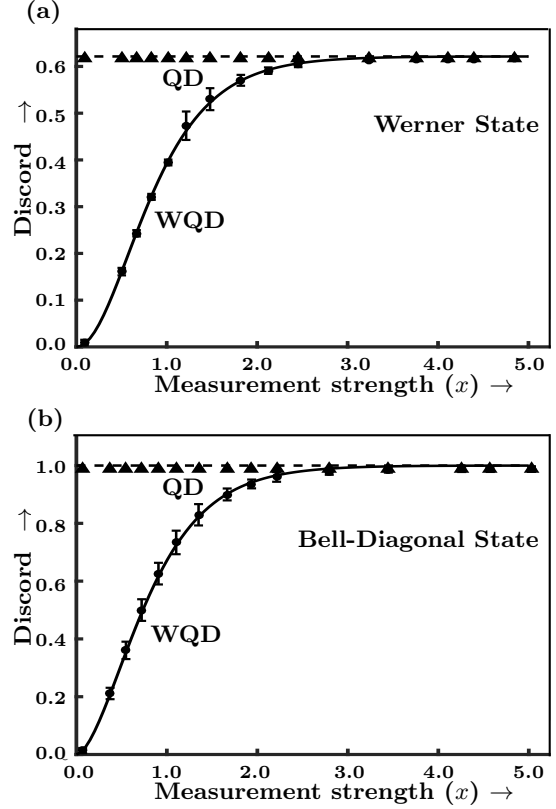 (a)
0.6
0.5
0.4
0.3
0.2
0.1
0.0
Discord →
QD
Werner State
WQD
0.0 1.0 2.0 3.0 4.0 5.0
Measurement strength (x) →
(b)
1.0
0.8
0.6
0.4
0.2
0.0
Discord →
QD
Bell-Diagonal State
WQD
0.0 1.0 2.0 3.0 4.0 5.0
Measurement strength (x) →